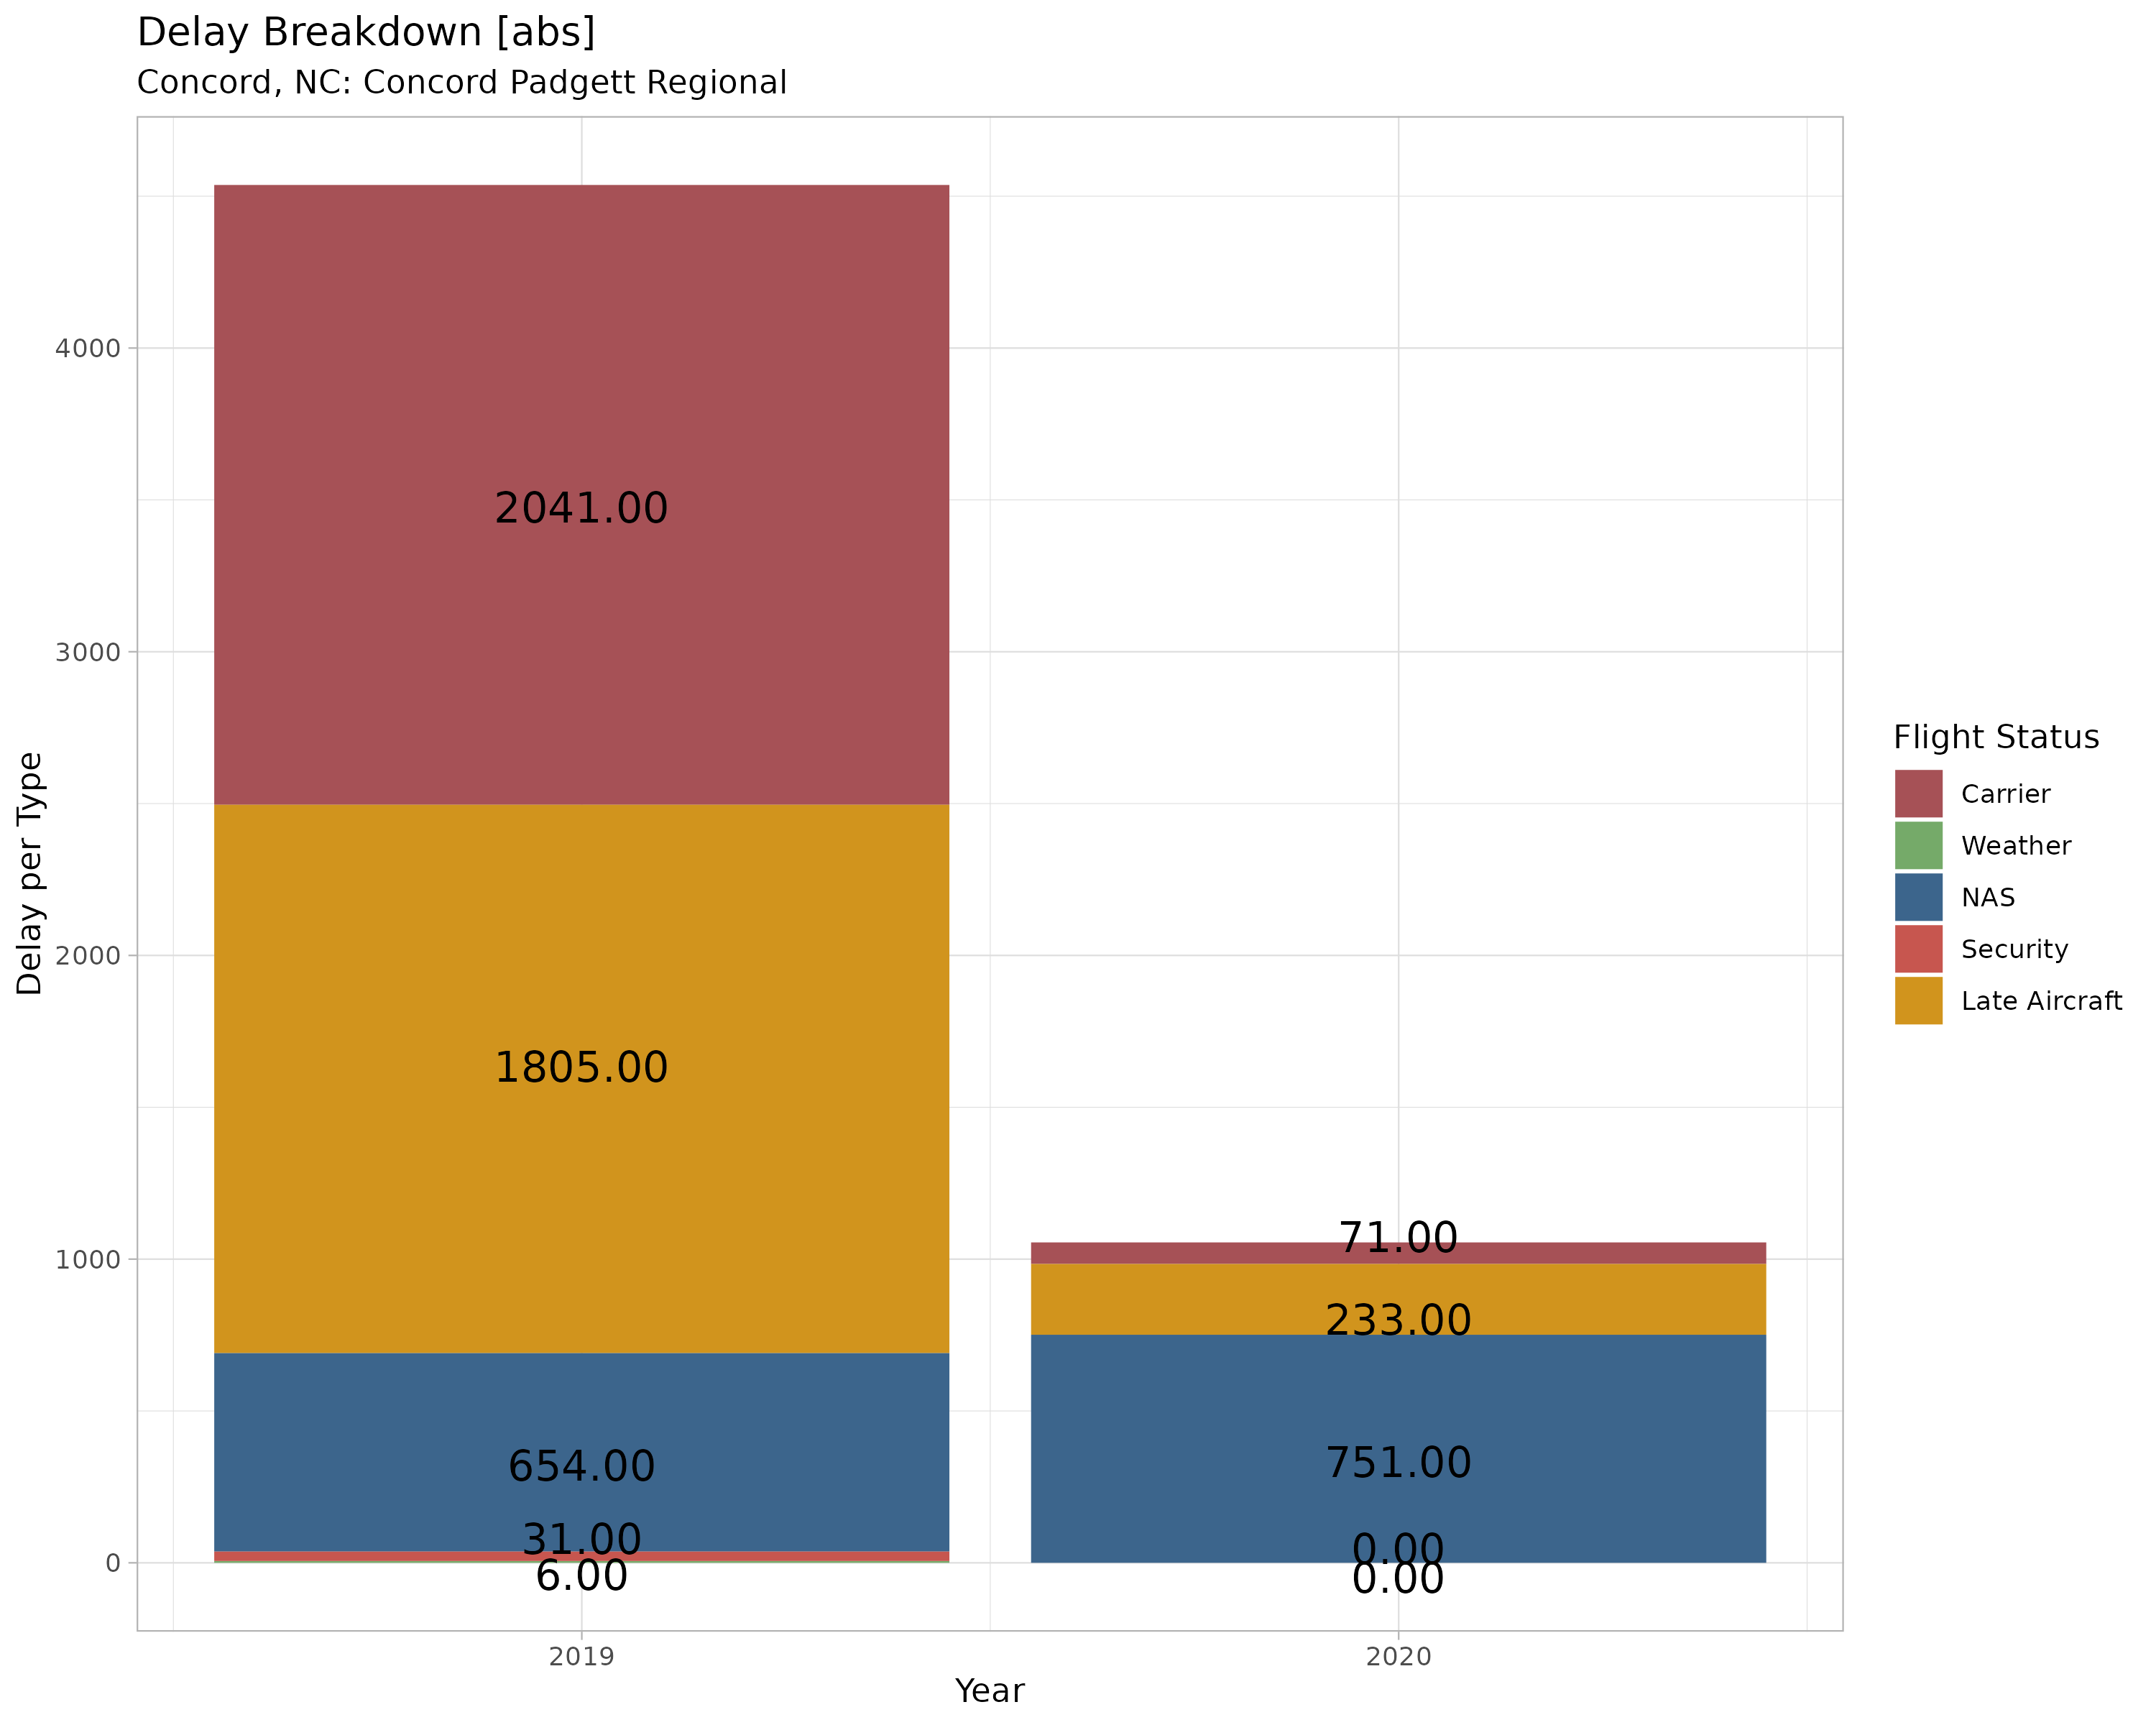 Delay Breakdown [abs]
Concord, NC: Concord Padgett Regional
Delay per Type
4000
3000
2000
1000
0
2041.00
1805.00
654.00
31.00
6.00
71.00
233.00
751.00
0.00
0.00
2019
2020
Year
Flight Status
Carrier
Weather
NAS
Security
Late Aircraft